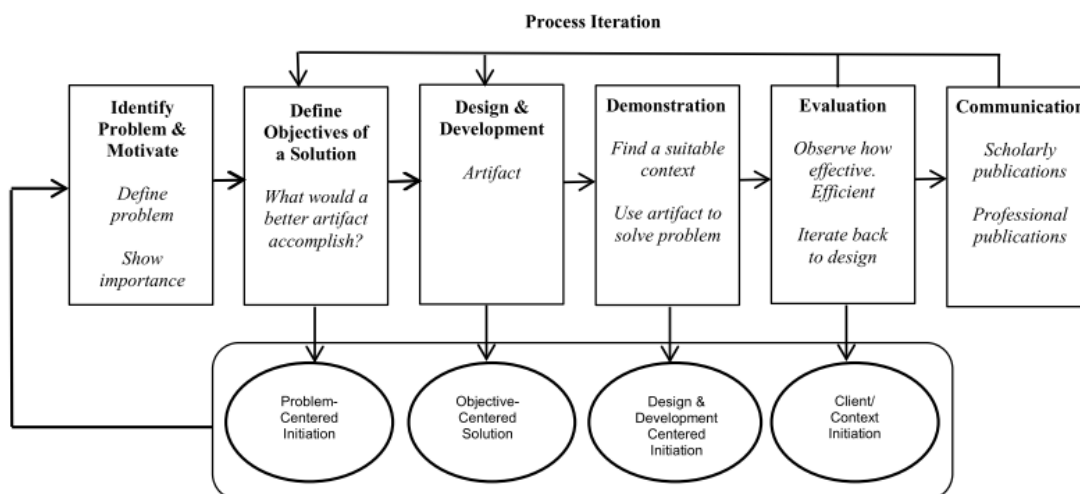 Process Iteration
Identify
Problem &
Motivate
Define
problem
Show
importance
Define
Objectives of
a Solution
What would a
better artifact
accomplish?
Design &
Development
Artifact
Demonstration
Find a suitable
context
Use artifact to
solve problem
Evaluation
Observe how
effective.
Efficient
Iterate back
to design
Communication
Scholarly
publications
Professional
publications
Problem-
Centered
Initiation
Objective-
Centered
Solution
Design &
Development
Centered
Initiation
Client/
Context
Initiation